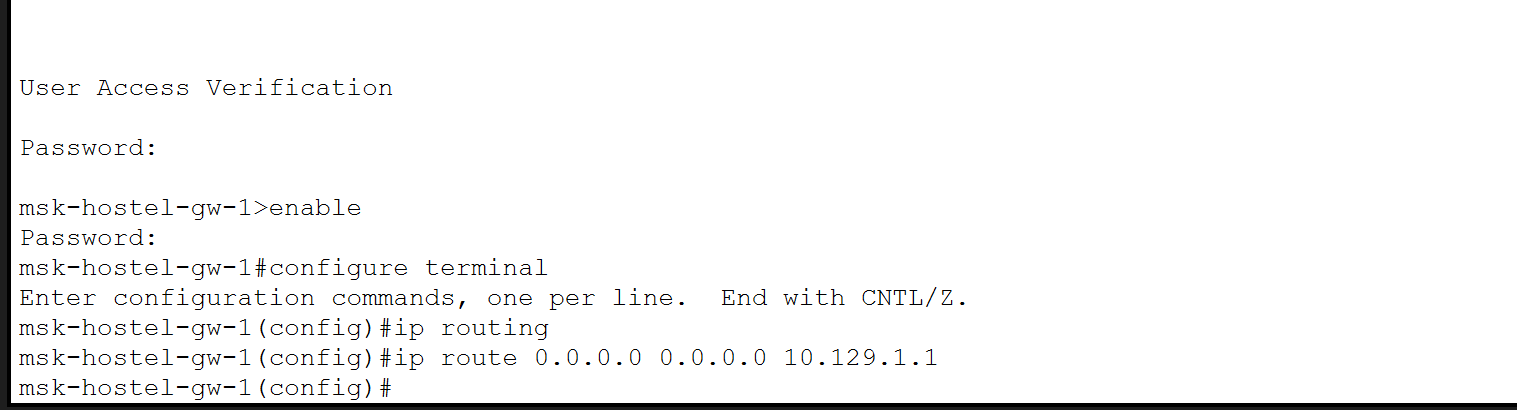 User Access Verification
Password:
msk-hostel-gw-1>enable
Password:
msk-hostel-gw-1#configure terminal
Enter configuration commands, one per line.  End with CNTL/Z.
msk-hostel-gw-1(config)#ip routing
msk-hostel-gw-1(config)#ip route 0.0.0.0 0.0.0.0 10.129.1.1
msk-hostel-gw-1(config)#